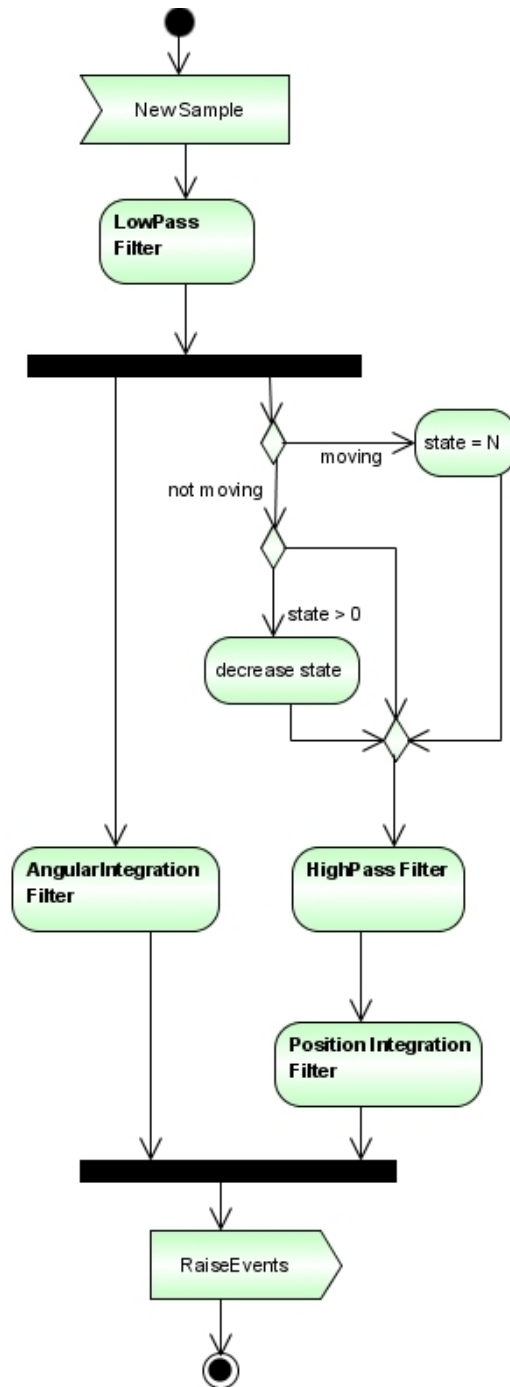 NewSample
LowPass
Filter
moving
state = N
not moving
state > 0
decrease state
AngularIntegration
Filter
HighPass Filter
Position Integration
Filter
RaiseEvents